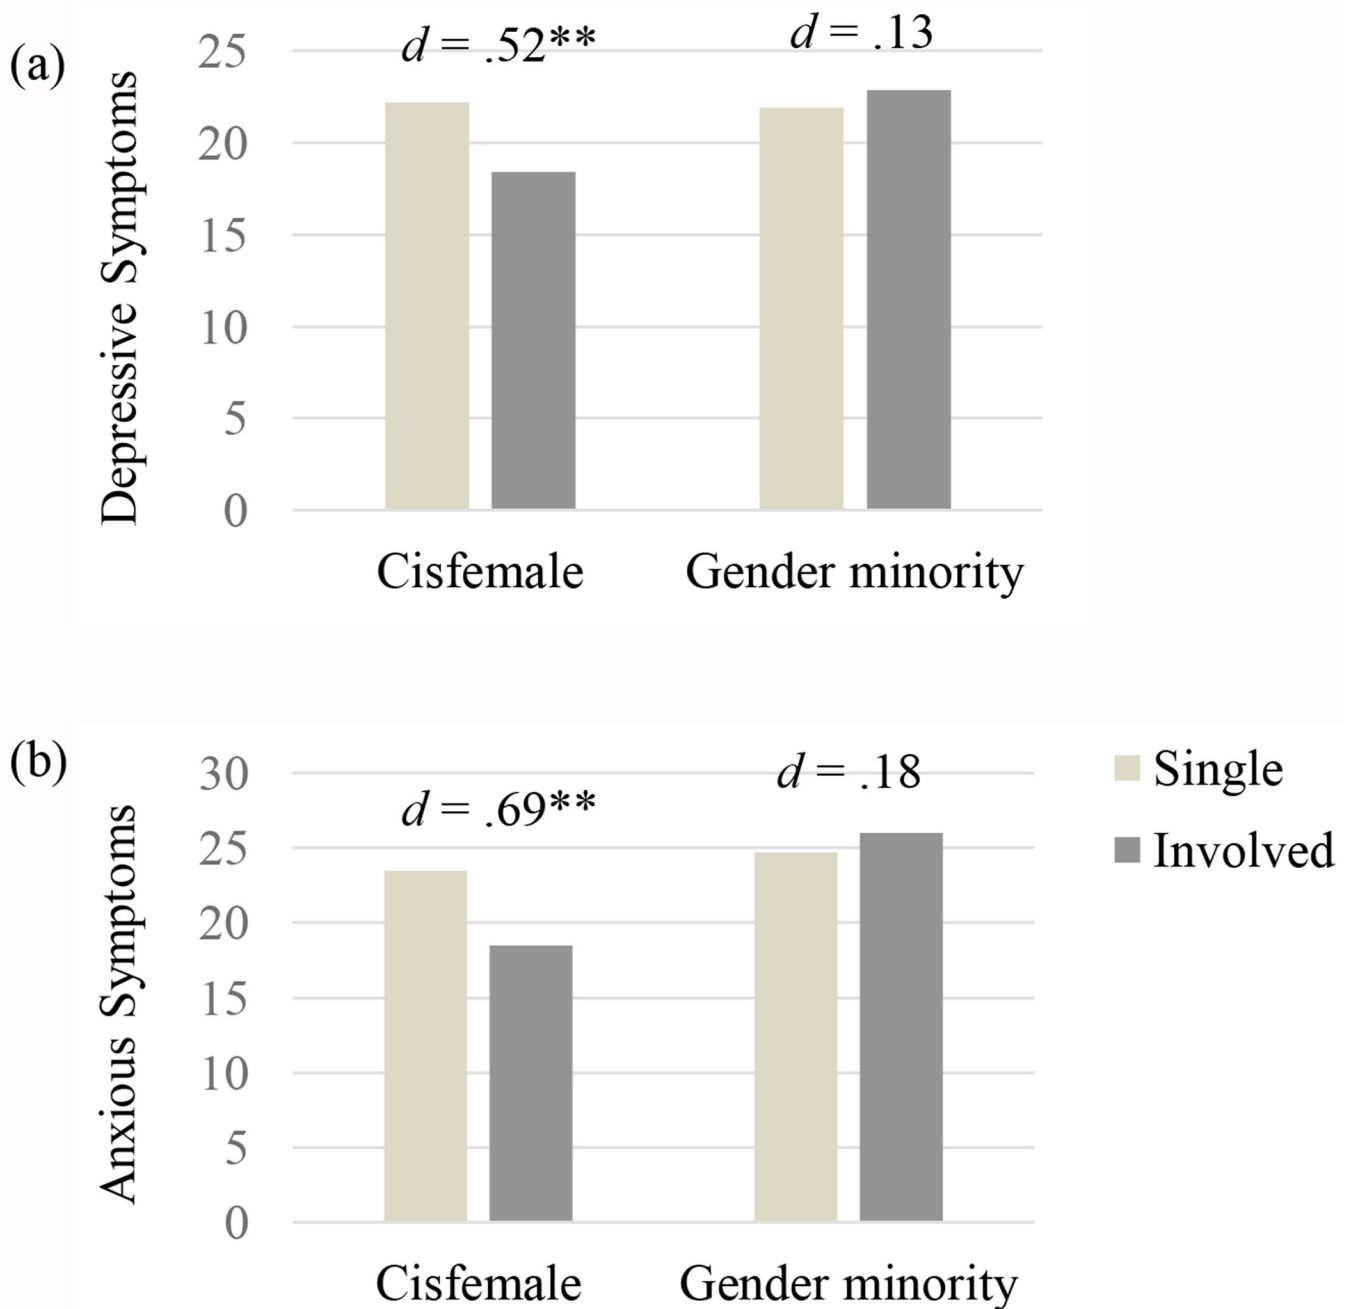 (a)
d = .52**
d = .13
25
20
15
10
5
0
Depressive Symptoms
Cisfemale
Gender minority
(b)
d = .69**
d = .18
30
25
20
15
10
5
0
Anxious Symptoms
Cisfemale
Gender minority
Single
Involved